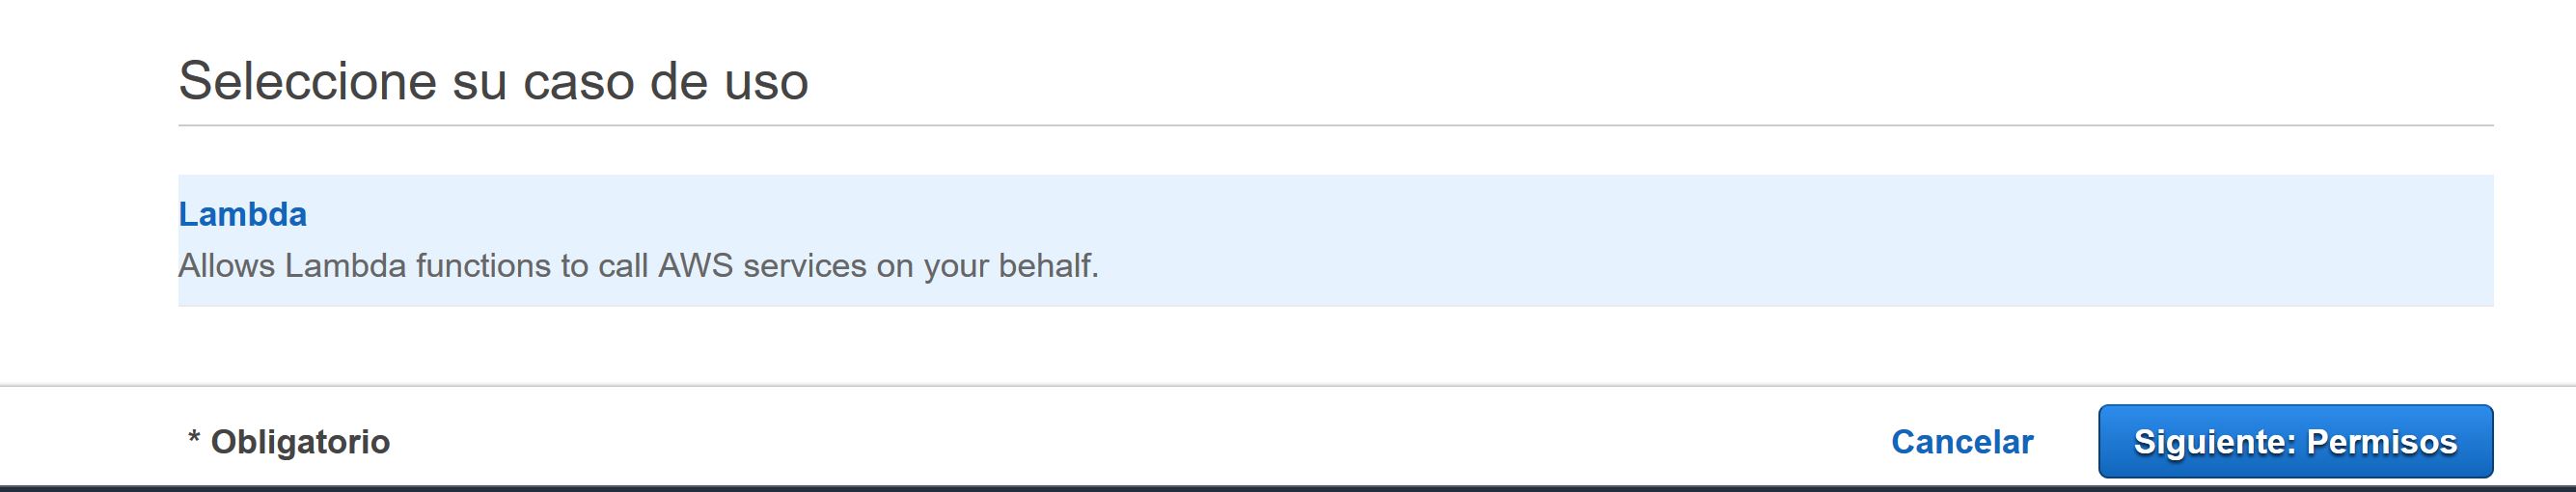 Seleccione su caso de uso
Lambda
Allows Lambda functions to call AWS services on your behalf.
* Obligatorio
Cancelar
Siguiente: Permisos